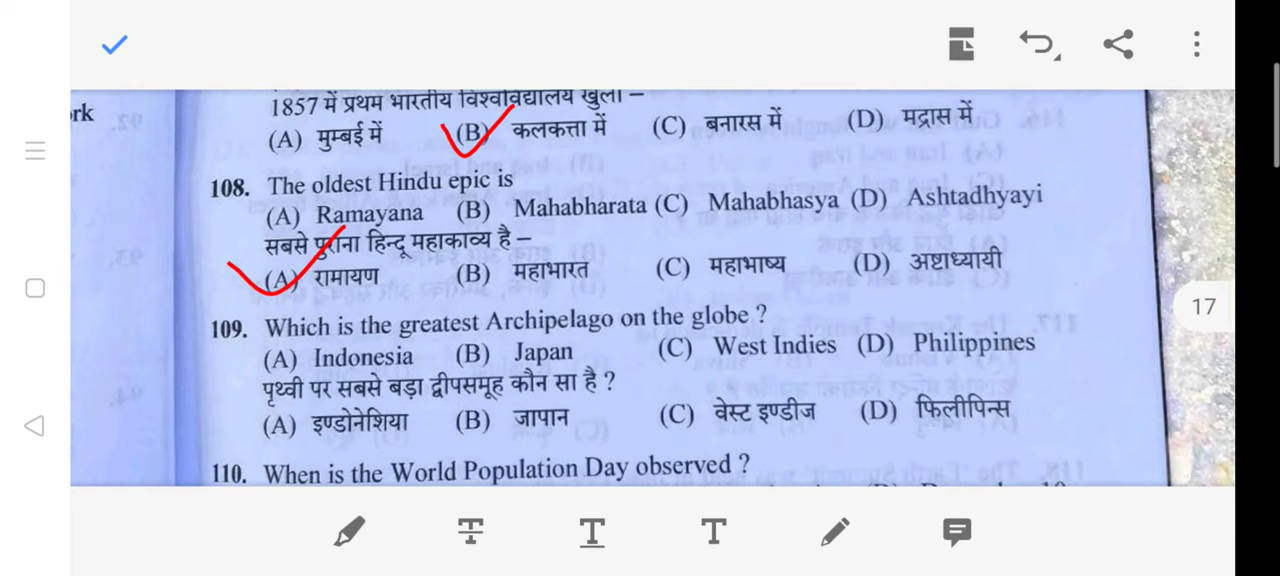 rk
1857 में प्रथम भारतीय विश्वविद्यालय खुला –
(A) मुम्बई में (B) कलकत्ता में (C) बनारस में (D) मद्रास में
108. The oldest Hindu epic is
(A) Ramayana (B) Mahabharata (C) Mahabhasya (D) Ashtadhyayi
सबसे पुराना हिन्दू महाकाव्य है –
(A) रामायण (B) महाभारत (C) महाभाष्य (D) अष्टाध्यायी
109. Which is the greatest Archipelago on the globe ?
(A) Indonesia (B) Japan (C) West Indies (D) Philippines
पृथ्वी पर सबसे बड़ा द्वीपसमूह कौन सा है ?
(A) इण्डोनेशिया (B) जापान (C) वेस्ट इण्डीज (D) फिलीपिन्स
110. When is the World Population Day observed ?
17
T T T